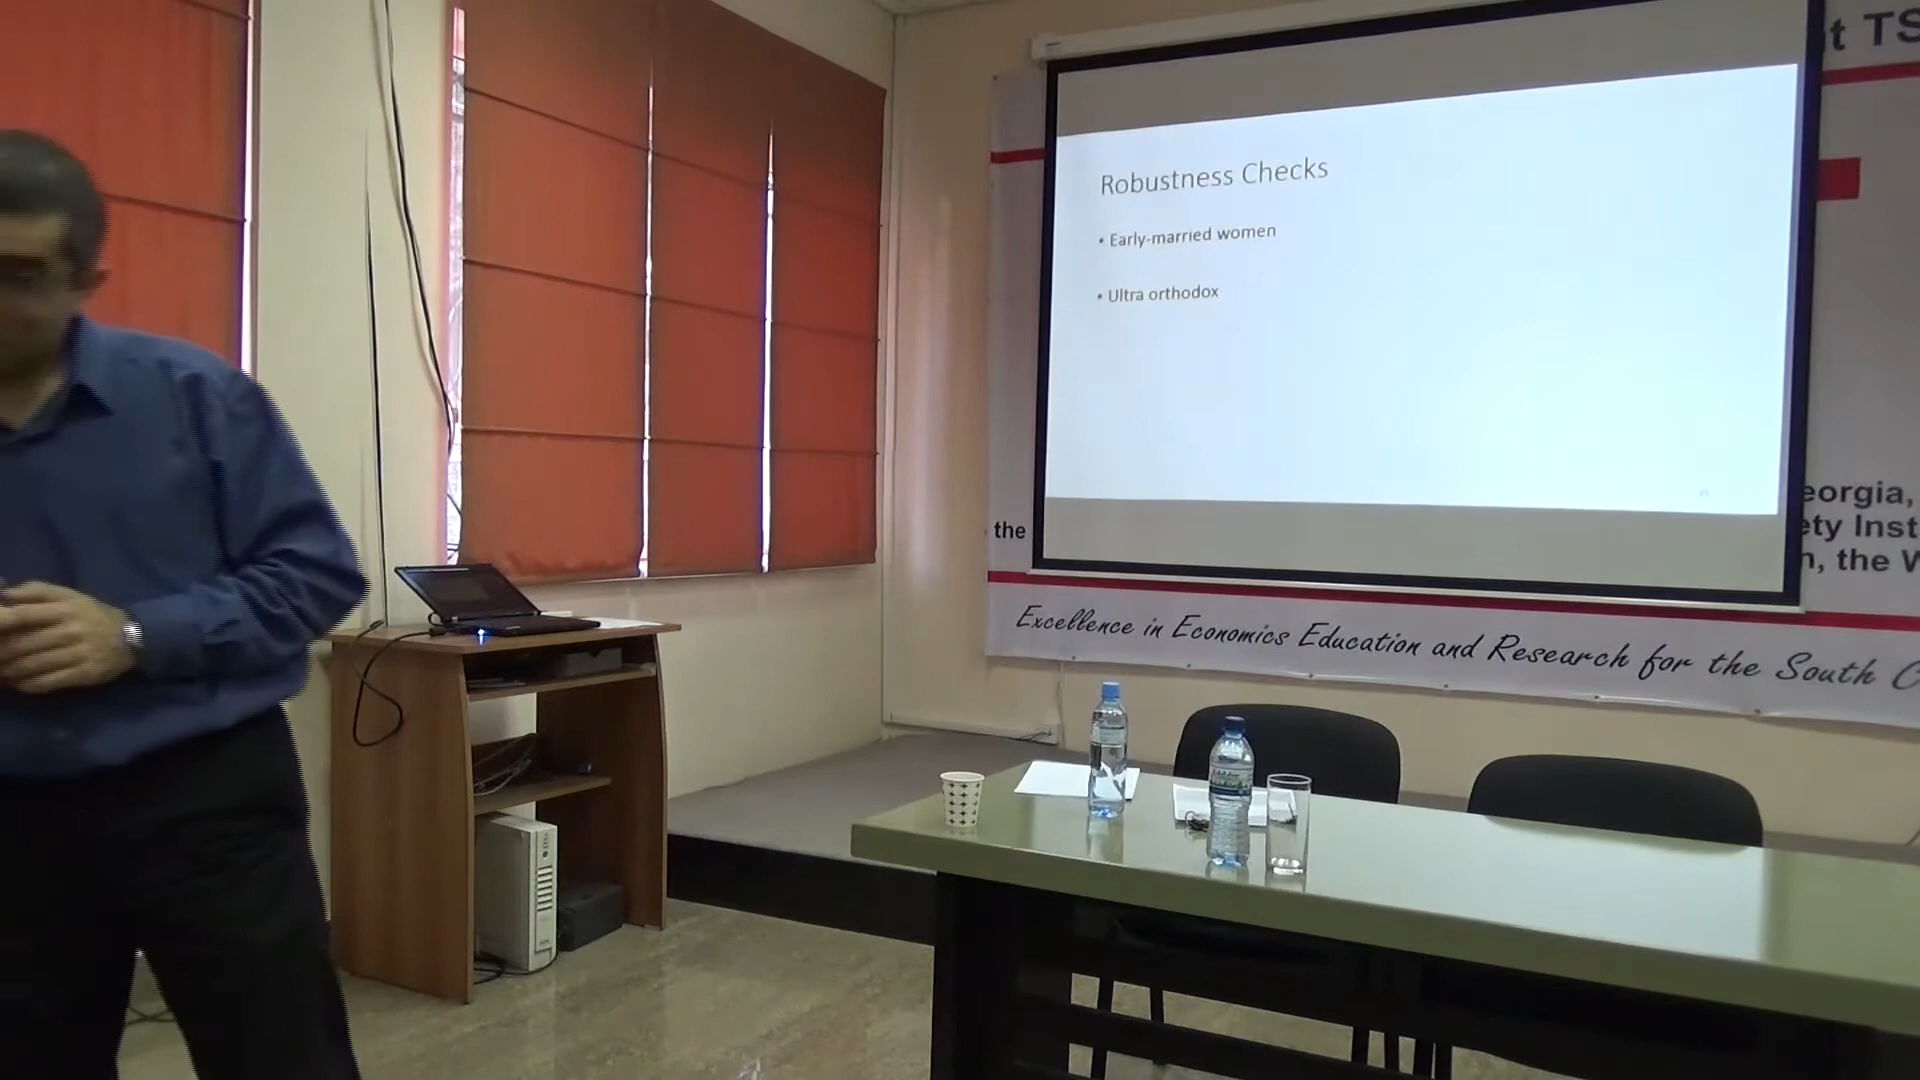 t TS
Robustness Checks
• Early-married women
• Ultra orthodox
eorgia,
the
ety Inst
n, the W
Excellence in Economics Education and Research for the South C